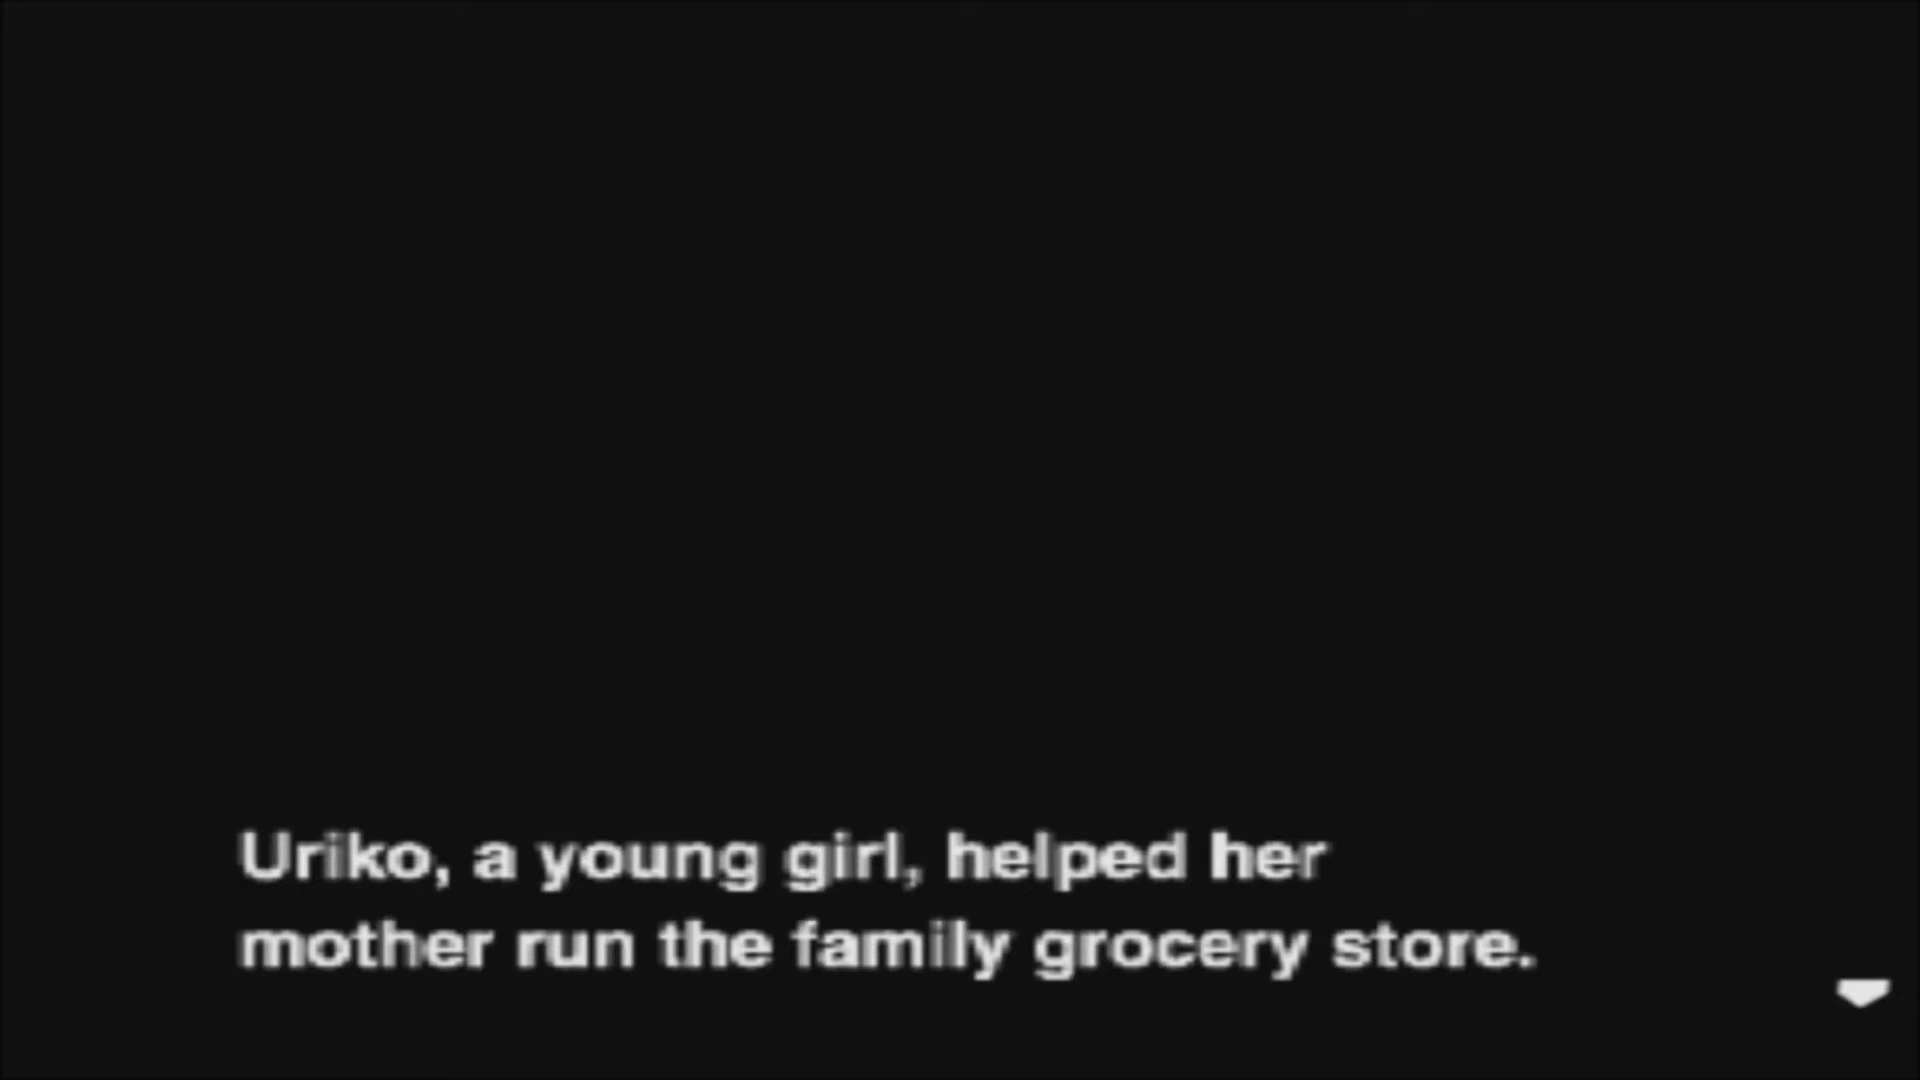 Uriko, a young girl, helped her
mother run the family grocery store.